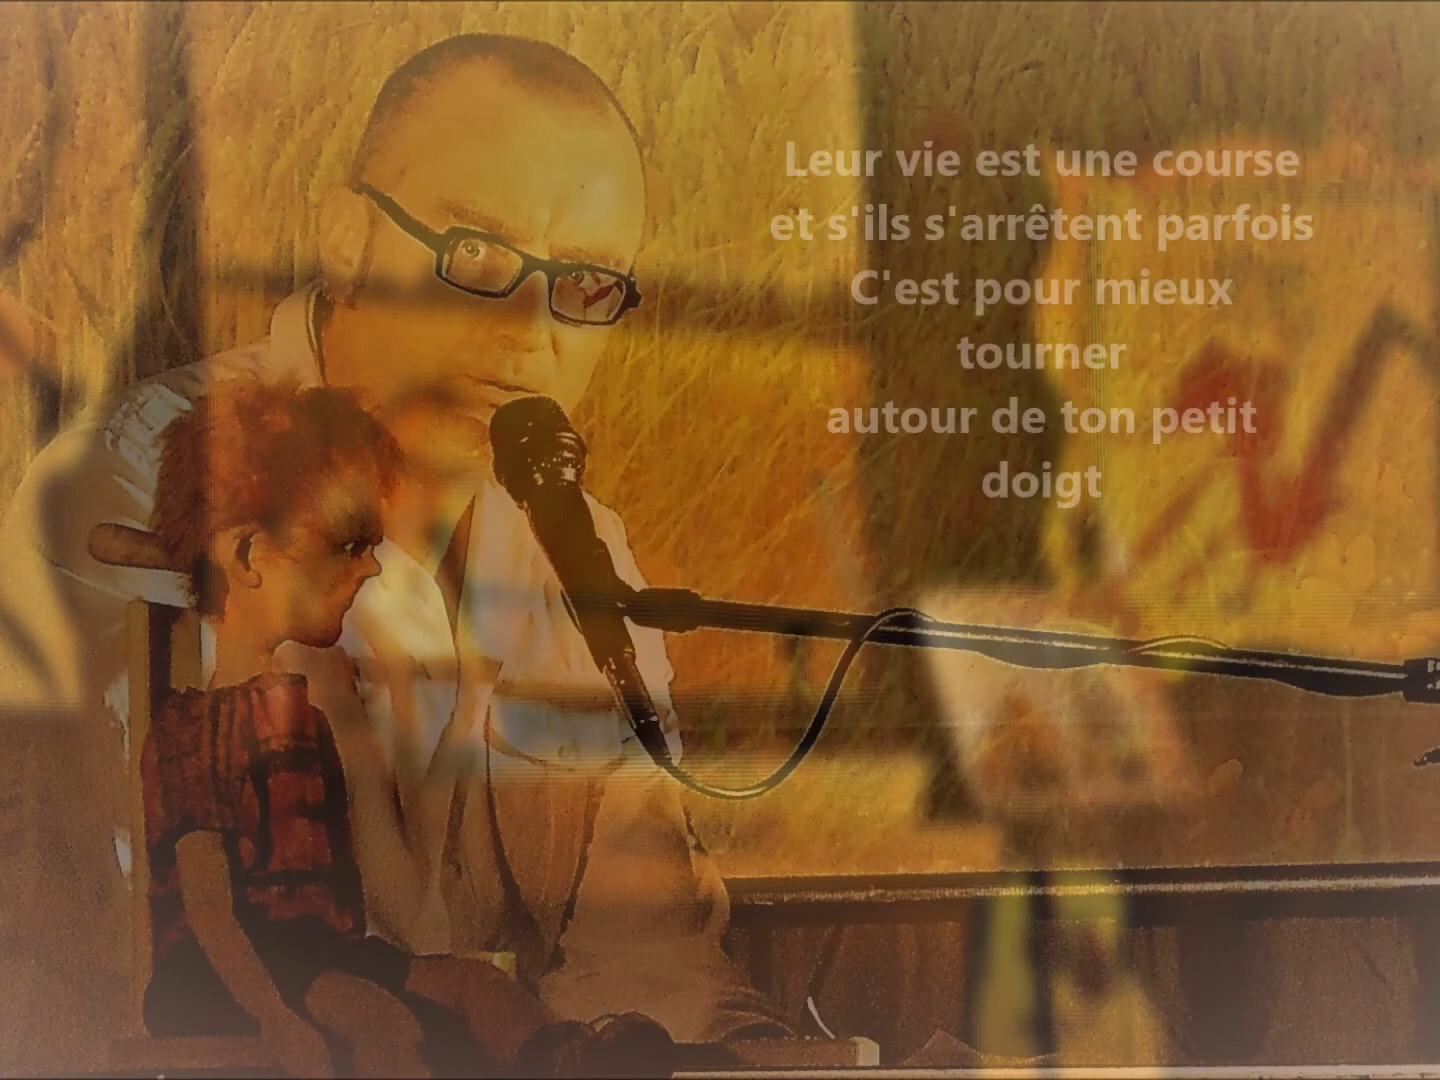 Leur vie est une course
et s'ils s'arrêtent parfois
C'est pour mieux
tourner
autour de ton petit
doigt